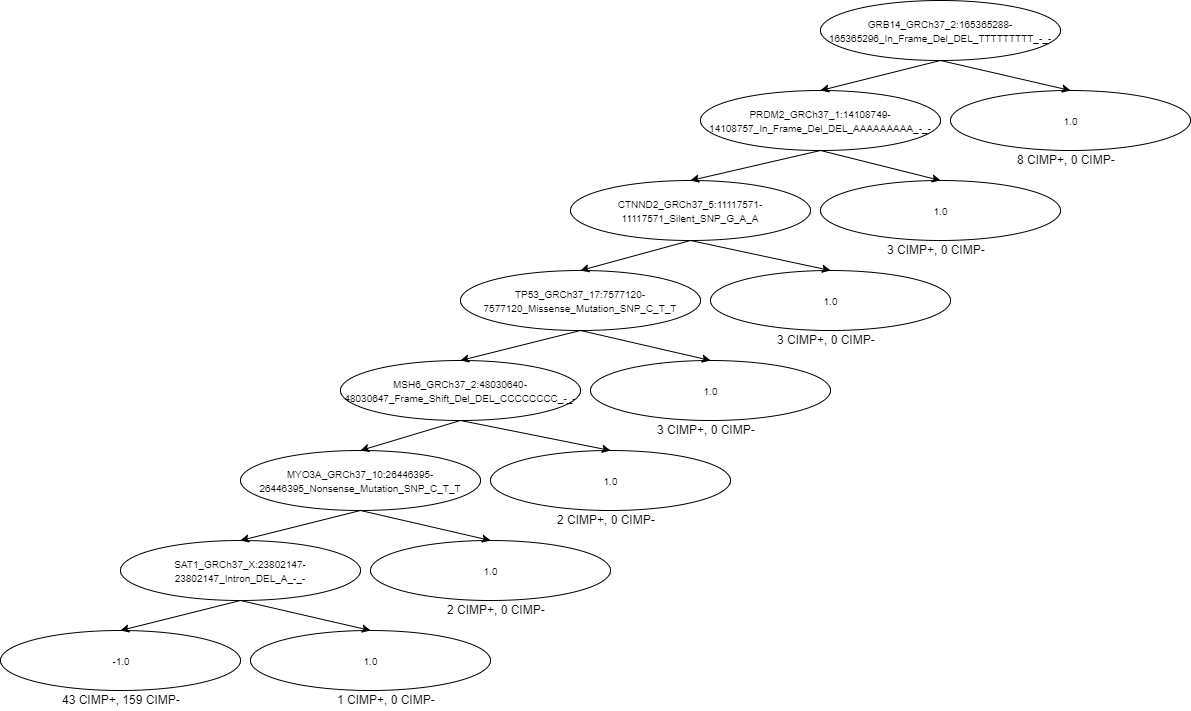 GRB14_GRCh37_2:165365288-
165365296_In_Frame_Del_DEL_TTTTTTTTT_-_-
PRDM2_GRCh37_1:14108749-
14108757_In_Frame_Del_DEL_AAAAAAAAA_-_-
1.0
8 CIMP+, 0 CIMP-
CTNND2_GRCh37_5:11117571-
11117571_Silent_SNP_G_A_A
1.0
3 CIMP+, 0 CIMP-
TP53_GRCh37_17:7577120-
7577120_Missense_Mutation_SNP_C_T_T
1.0
3 CIMP+, 0 CIMP-
MSH6_GRCh37_2:48030640-
48030647_Frame_Shift_Del_DEL_CCCCCCCC_-_-
1.0
3 CIMP+, 0 CIMP-
MYO3A_GRCh37_10:26446395-
26446395_Nonsense_Mutation_SNP_C_T_T
1.0
2 CIMP+, 0 CIMP-
SAT1_GRCh37_X:23802147-
23802147_Intron_DEL_A_-_-
1.0
2 CIMP+, 0 CIMP-
-1.0
43 CIMP+, 159 CIMP-
1.0
1 CIMP+, 0 CIMP-